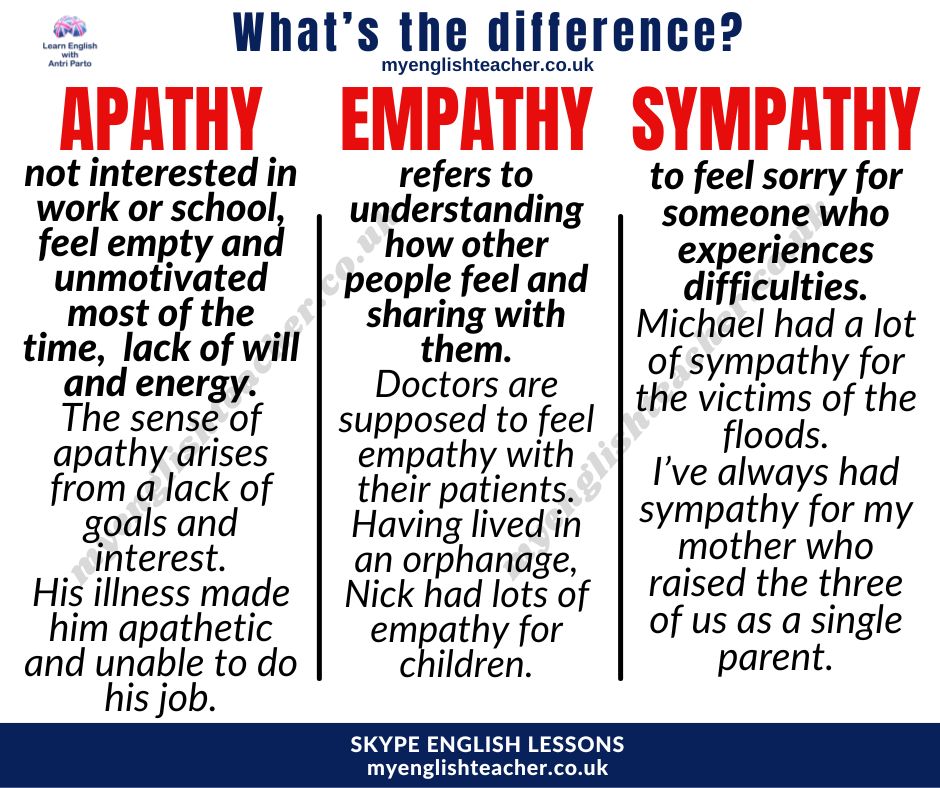 Learn English
with
Antri Parto
What's the difference?
myenglishteacher.co.uk
APATHY
not interested in
work or school,
feel empty and
unmotivated
most of the
time,  lack of will
and energy.
The sense of
apathy arises
from a lack of
goals and
interest.
His illness made
him apathetic
and unable to do
his job.
EMPATHY
refers to
understanding
how other
people feel and
sharing with
them.
Doctors are
supposed to feel
empathy with
their patients.
Having lived in
an orphanage,
Nick had lots of
empathy for
children.
SYMPATHY
to feel sorry for
someone who
experiences
difficulties.
Michael had a lot
of sympathy for
the victims of the
floods.
I've always had
sympathy for my
mother who
raised the three
of us as a single
parent.
myenglishteacher.co.uk
myenglishteacher.co.uk
SKYPE ENGLISH LESSONS
myenglishteacher.co.uk